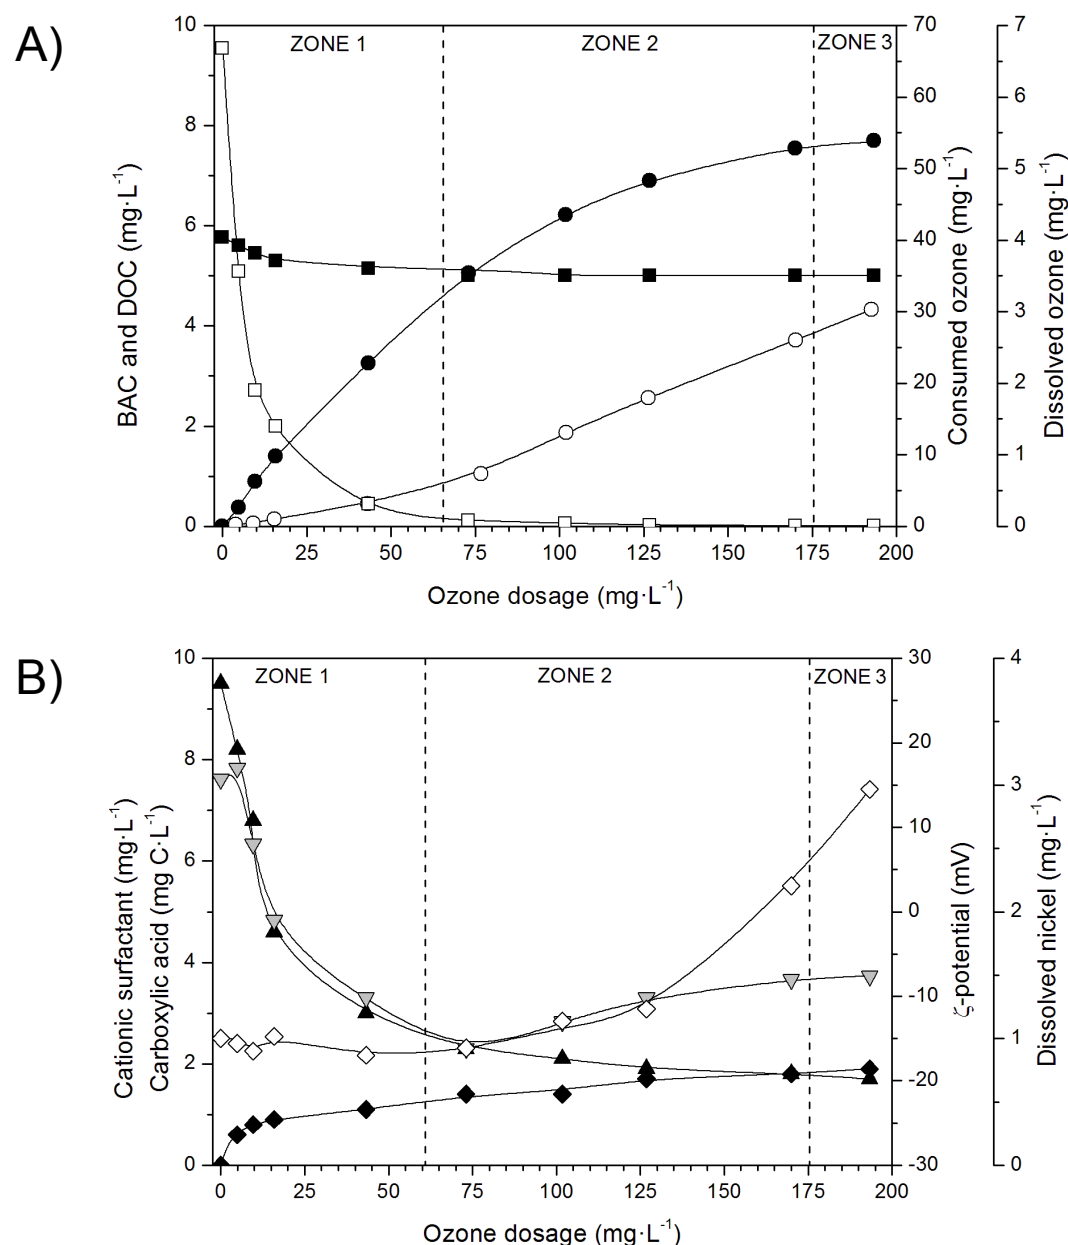 A)
ZONE 1 ZONE 2 ZONE 3
10
8
6
4
2
0
BAC and DOC (mg·L-1)
70
60
50
40
30
20
10
0
Consumed ozone (mg·L-1)
7
6
5
4
3
2
1
0
Dissolved ozone (mg·L-1)
0 25 50 75 100 125 150 175 200
Ozone dosage (mg·L-1)
B)
ZONE 1 ZONE 2 ZONE 3
10
8
6
4
2
0
Cationic surfactant (mg·L-1)
Carboxylic acid (mg C·L-1)
30
20
10
0
-10
-20
-30
ζ-potential (mV)
4
3
2
1
0
Dissolved nickel (mg·L-1)
0 25 50 75 100 125 150 175 200
Ozone dosage (mg·L-1)